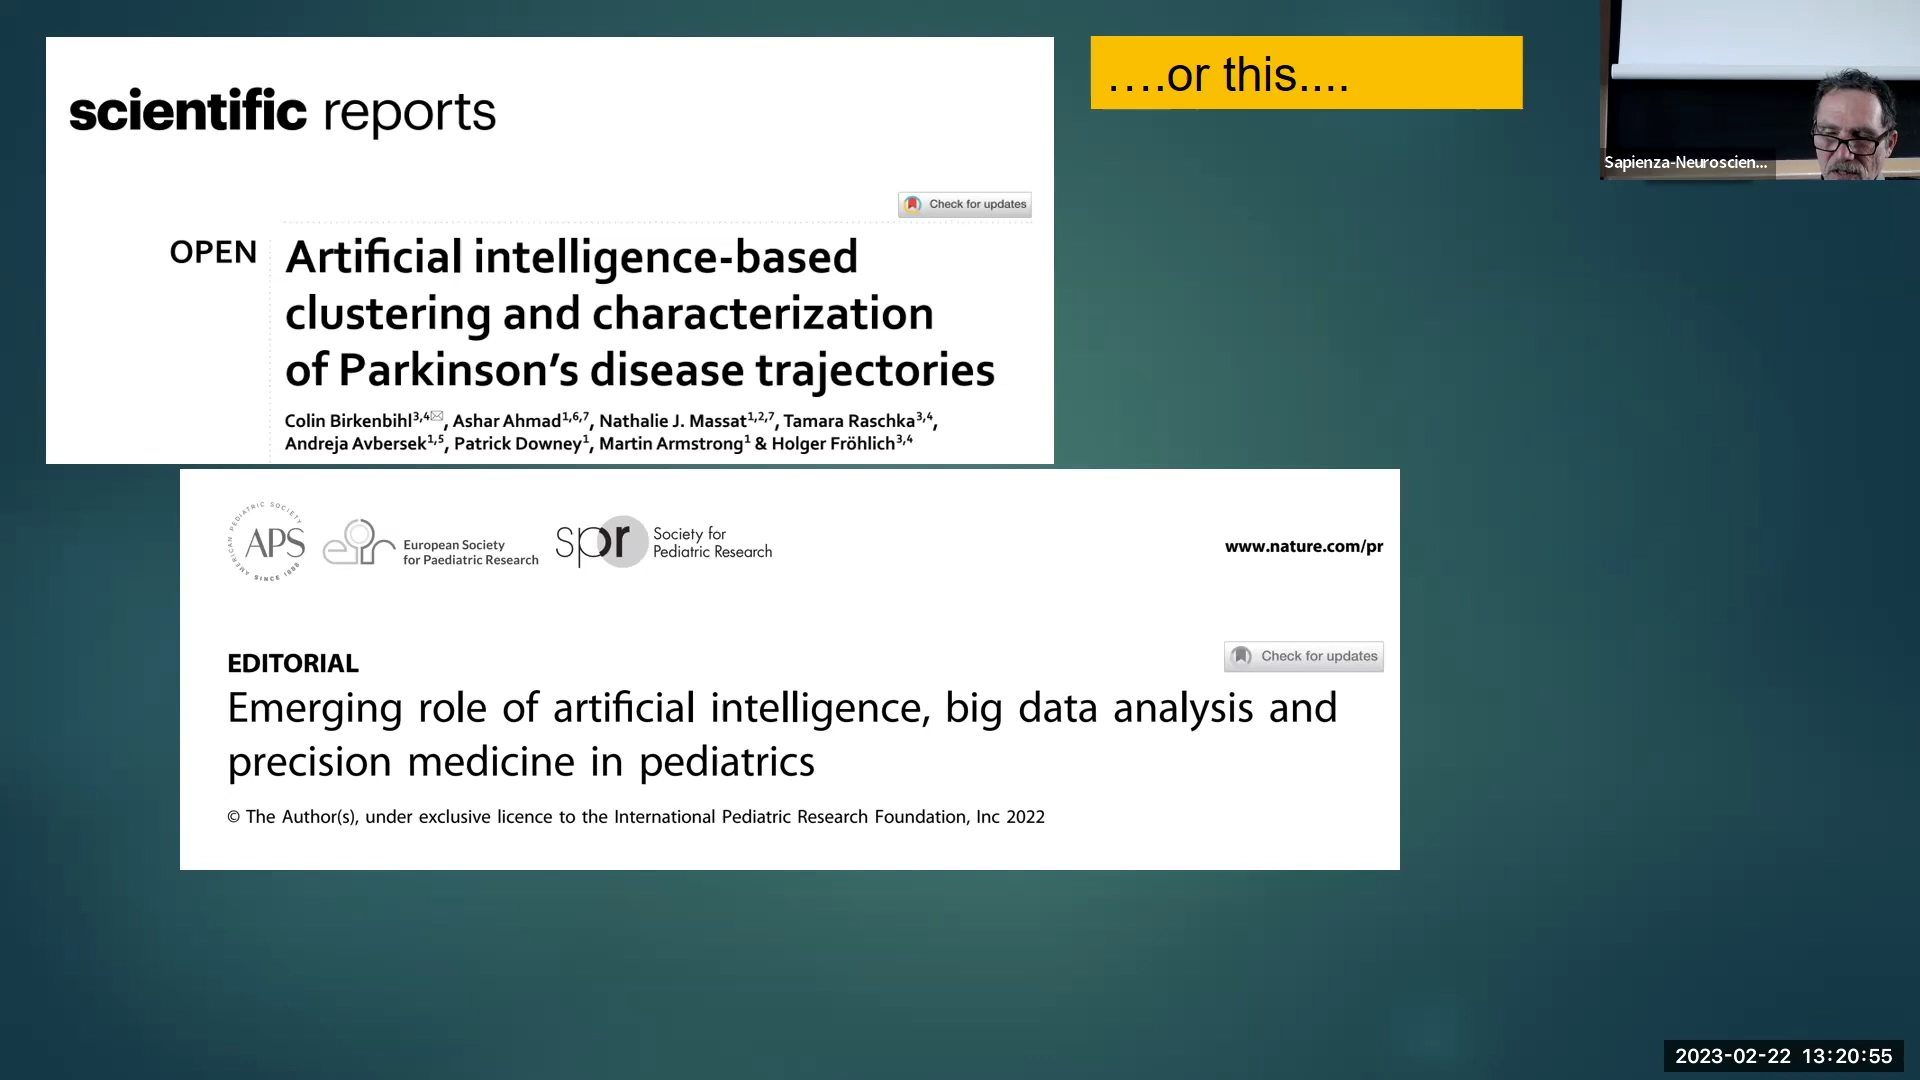 scientific reports
….or this....
Sapienza-Neuroscien...
Check for updates
OPEN
Artificial intelligence-based
clustering and characterization
of Parkinson’s disease trajectories
Colin Birkenbihl3,4✉, Ashar Ahmad1,6,7, Nathalie J. Massat1,2,7, Tamara Raschka3,4,
Andreja Avbersek1,5, Patrick Downey1, Martin Armstrong1 & Holger Fröhlich3,4
AMERICAN PEDIATRIC SOCIETY
APS
SINCE 1888
European Society
for Paediatric Research
spr
Society for
Pediatric Research
www.nature.com/pr
Check for updates
EDITORIAL
Emerging role of artificial intelligence, big data analysis and
precision medicine in pediatrics
© The Author(s), under exclusive licence to the International Pediatric Research Foundation, Inc 2022
2023-02-22 13:20:55